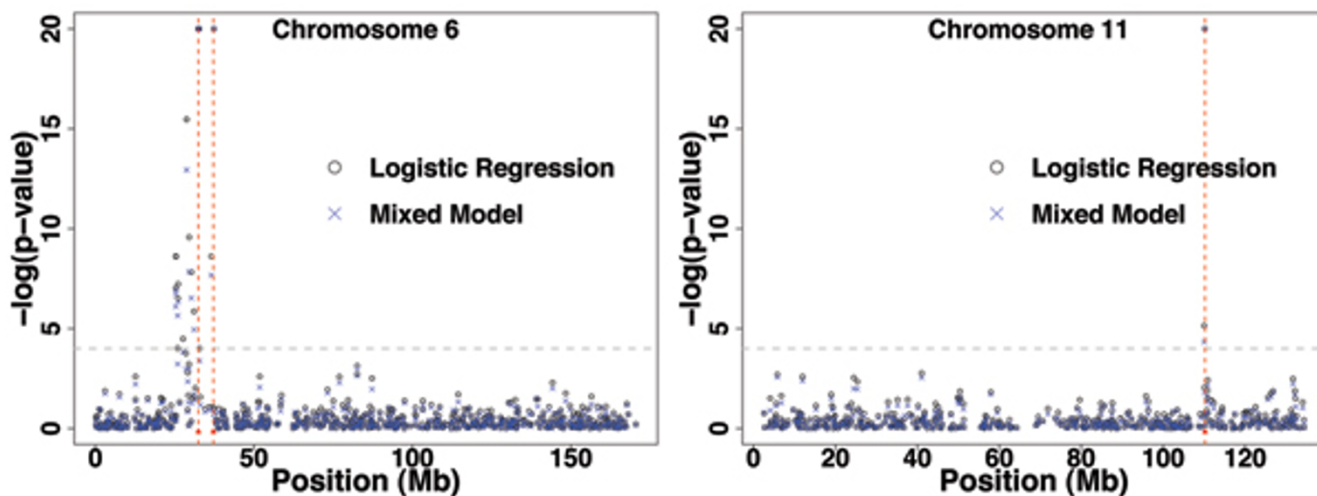 Chromosome 6
−log(p−value)
20
15
10
5
0
Logistic Regression
Mixed Model
0 50 100 150
Position (Mb)
Chromosome 11
−log(p−value)
20
15
10
5
0
Logistic Regression
Mixed Model
0 20 40 60 80 100 120
Position (Mb)